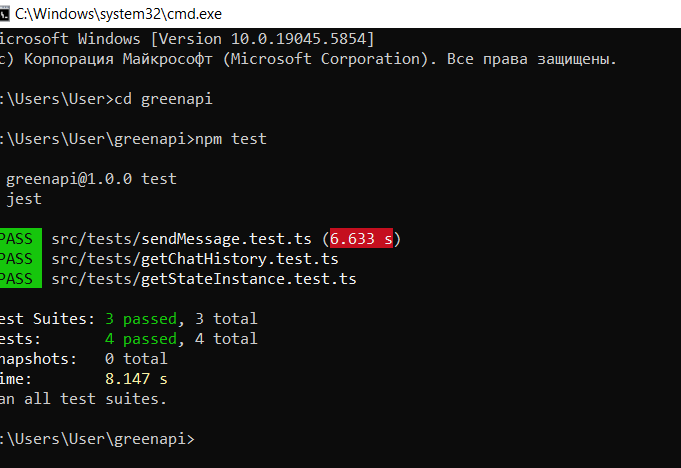 C:\Windows\system32\cmd.exe
icrosoft Windows [Version 10.0.19045.5854]
c) Корпорация Майкрософт (Microsoft Corporation). Все права защищены.
:\Users\User>cd greenapi
:\Users\User\greenapi>npm test
greenapi@1.0.0 test
jest
PASS src/tests/sendMessage.test.ts (6.633 s)
PASS src/tests/getChatHistory.test.ts
PASS src/tests/getStateInstance.test.ts
est Suites: 3 passed, 3 total
ests: 4 passed, 4 total
napshots: 0 total
ime: 8.147 s
an all test suites.
:\Users\User\greenapi>